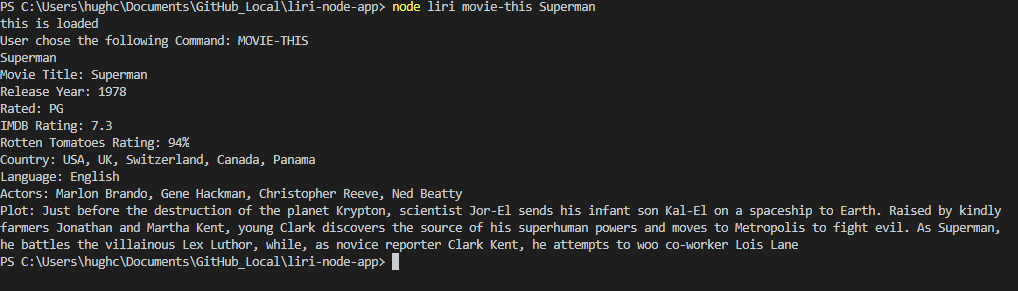 PS C:\Users\hughc\Documents\GitHub_Local\liri-node-app> node liri movie-this Superman
this is loaded
User chose the following Command: MOVIE-THIS
Superman
Movie Title: Superman
Release Year: 1978
Rated: PG
IMDB Rating: 7.3
Rotten Tomatoes Rating: 94%
Country: USA, UK, Switzerland, Canada, Panama
Language: English
Actors: Marlon Brando, Gene Hackman, Christopher Reeve, Ned Beatty
Plot: Just before the destruction of the planet Krypton, scientist Jor-El sends his infant son Kal-El on a spaceship to Earth. Raised by kindly
farmers Jonathan and Martha Kent, young Clark discovers the source of his superhuman powers and moves to Metropolis to fight evil. As Superman,
he battles the villainous Lex Luthor, while, as novice reporter Clark Kent, he attempts to woo co-worker Lois Lane
PS C:\Users\hughc\Documents\GitHub_Local\liri-node-app>